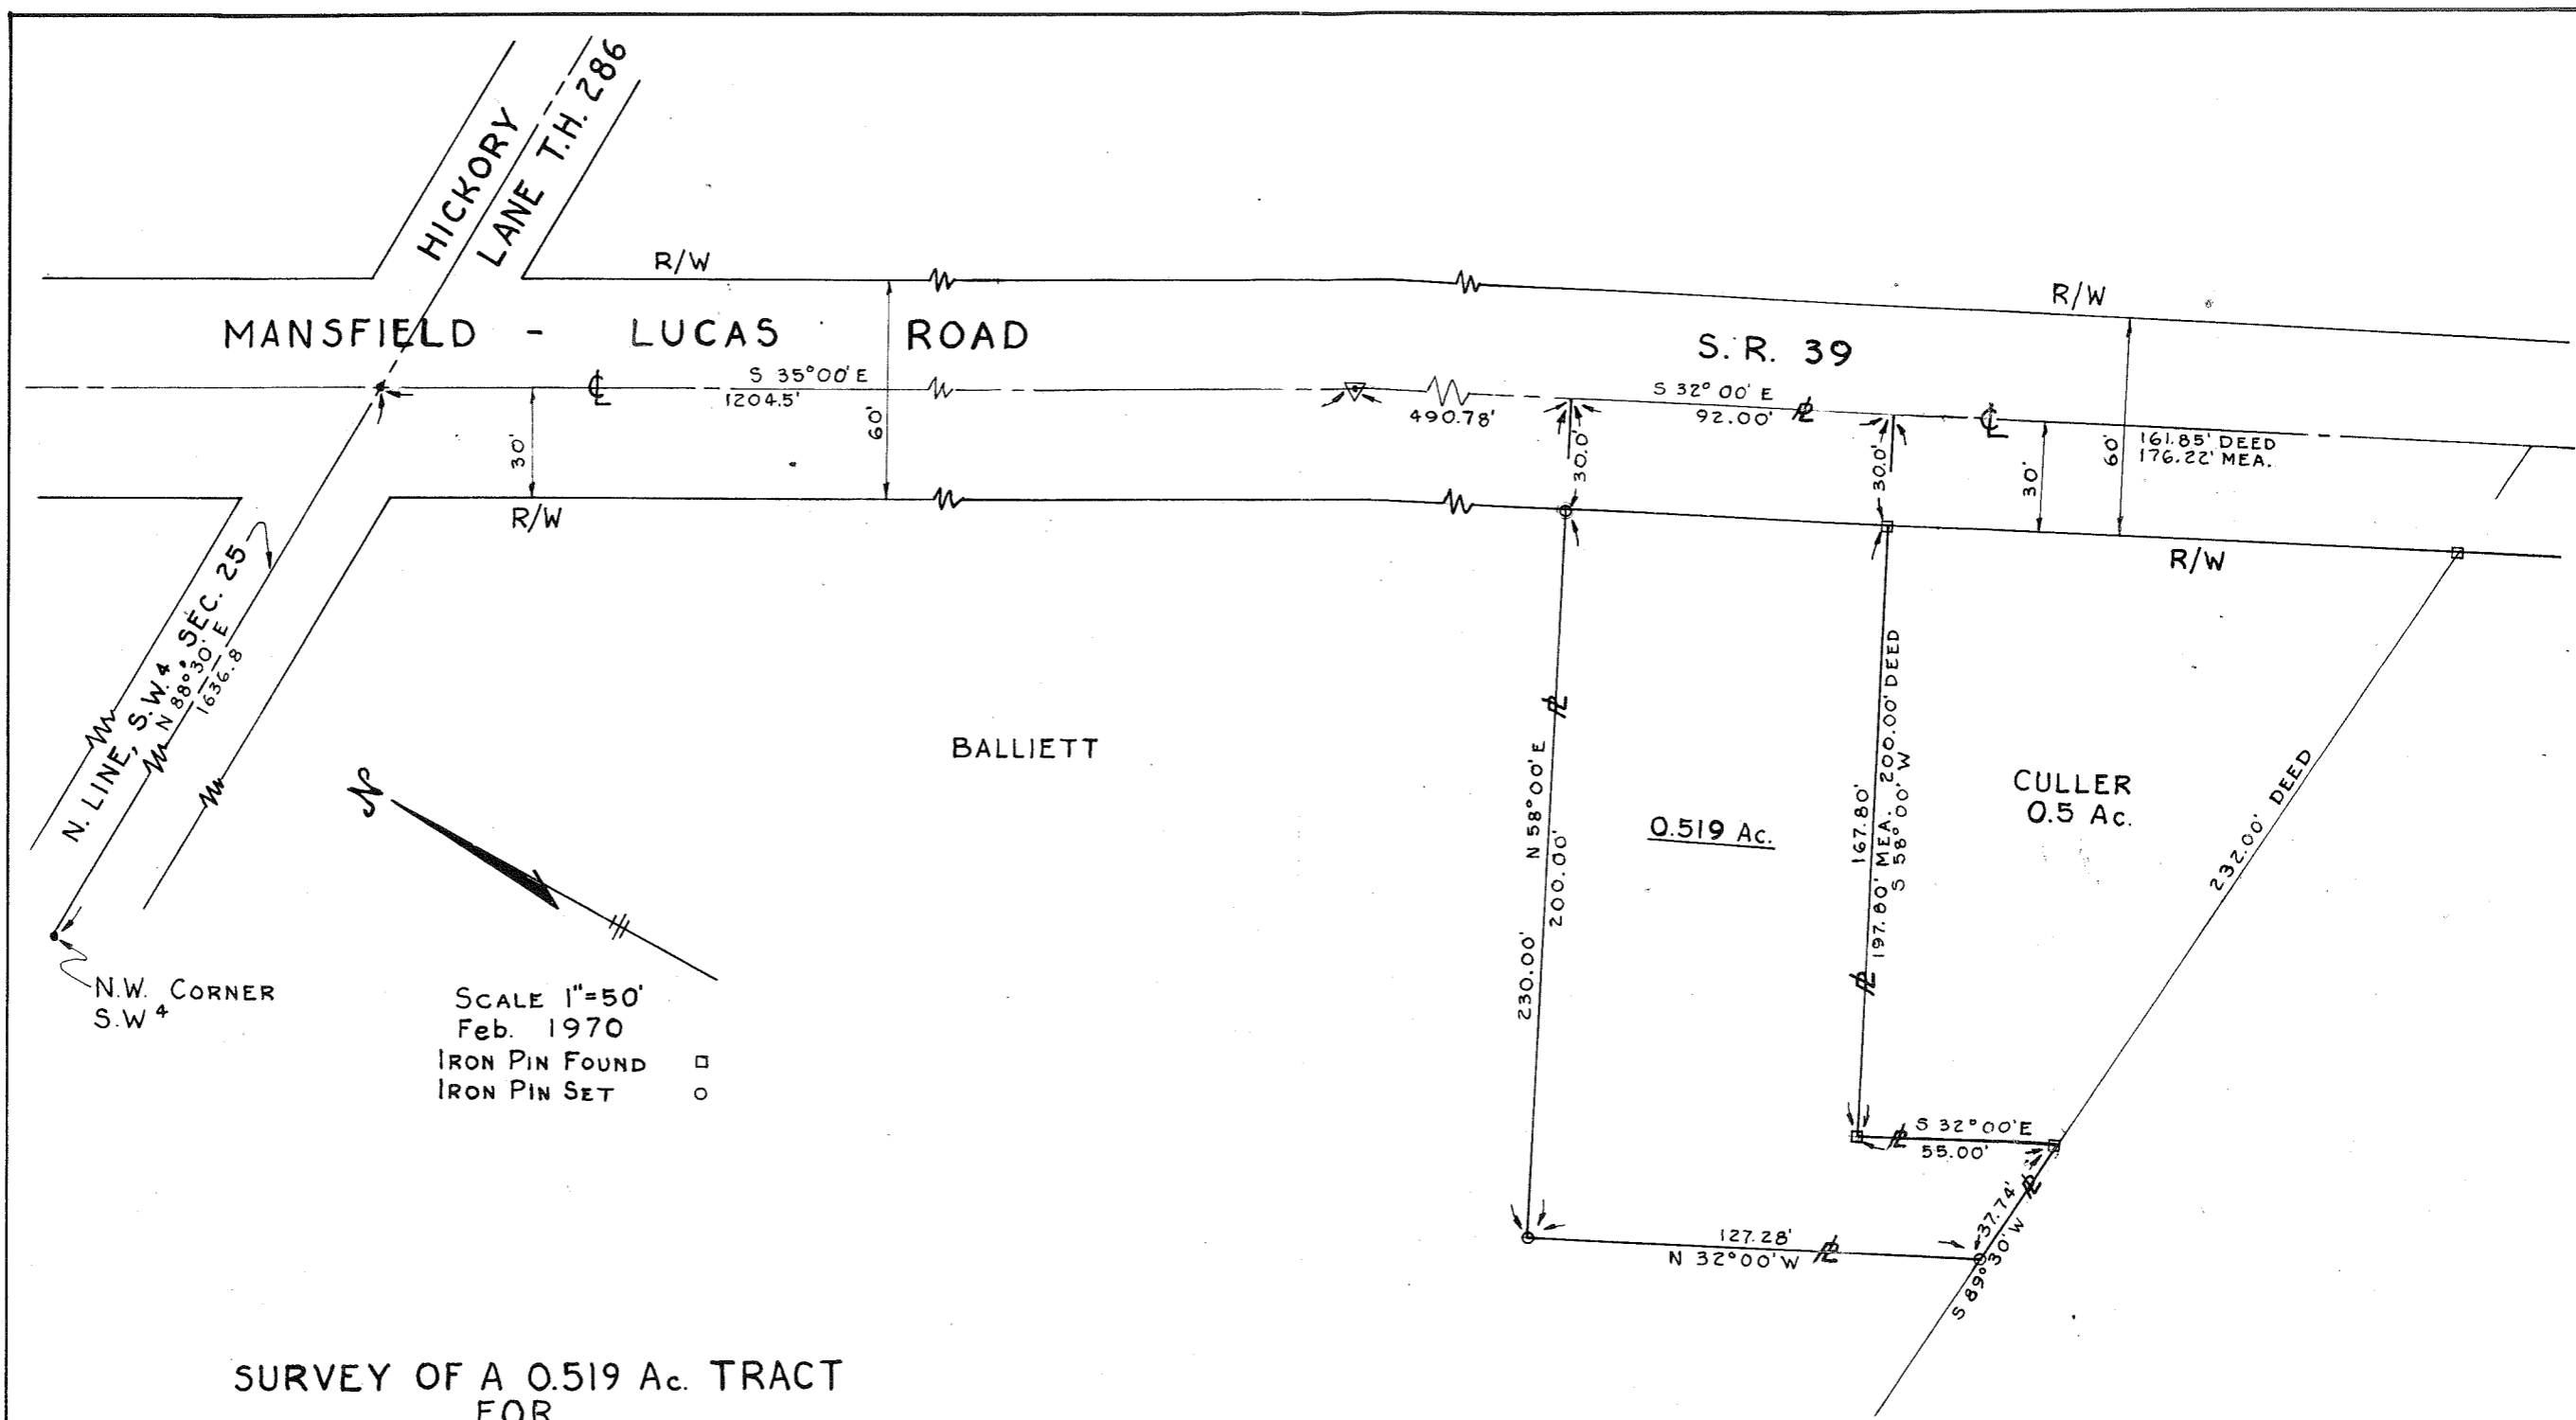 HICKORY
LANE T.H. 286
R/W
R/W
MANSFIELD - LUCAS ROAD
S.R. 39
S 35°00' E
1204.5'
60'
30'
490.78'
S 32° 00' E
92.00'
30.0'
30.0'
30'
60'
161.85' DEED
176.22' MEA.
R/W
R/W
N. LINE, S.W.4 SEC. 25
N 88°30' E
1636.8
N
BALLIETT
N 58°00' E
200.00'
230.00'
0.519 Ac.
167.80'
197.80' MEA. 200.00' DEED
S 58°00' W
CULLER
0.5 Ac.
232.00' DEED
N.W. CORNER
S.W 4
SCALE 1"=50'
Feb. 1970
IRON PIN FOUND
IRON PIN SET
S 32°00' E
55.00'
37.74'
S 89°30' W
127.28'
N 32°00' W
SURVEY OF A 0.519 Ac. TRACT
FOR